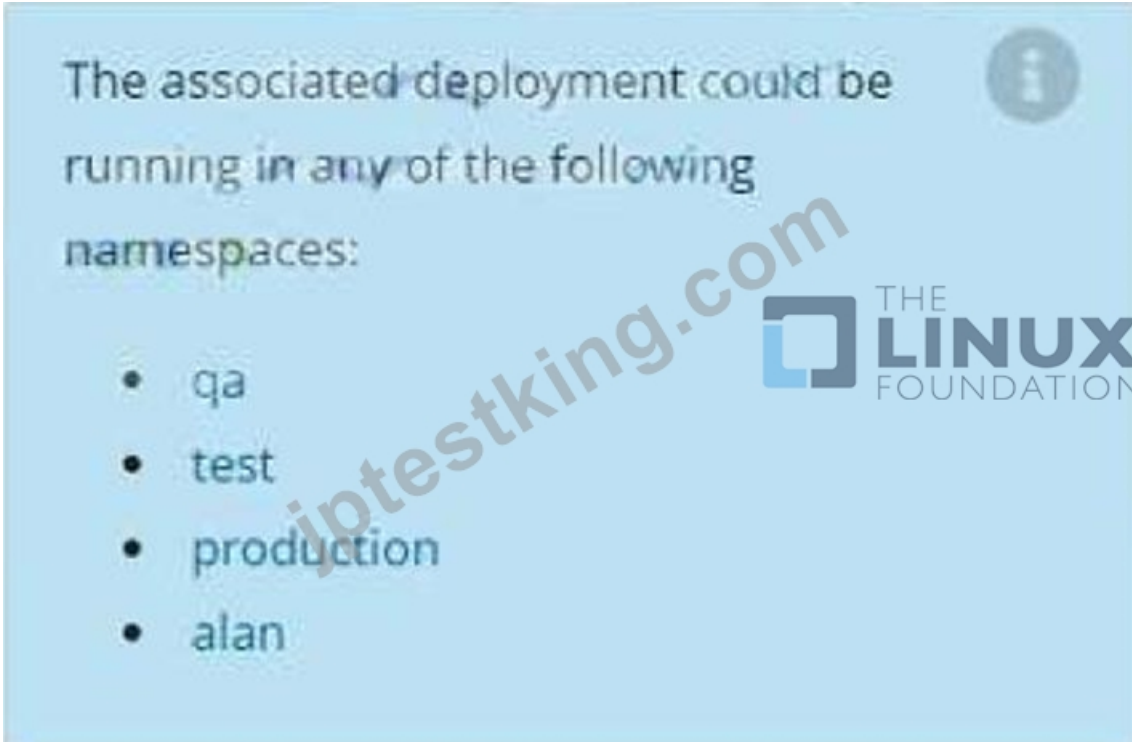 The associated deployment could be
running in any of the following
namespaces:
• qa
• test
• production
• alan
jptestking.com
THE
LINUX
FOUNDATION